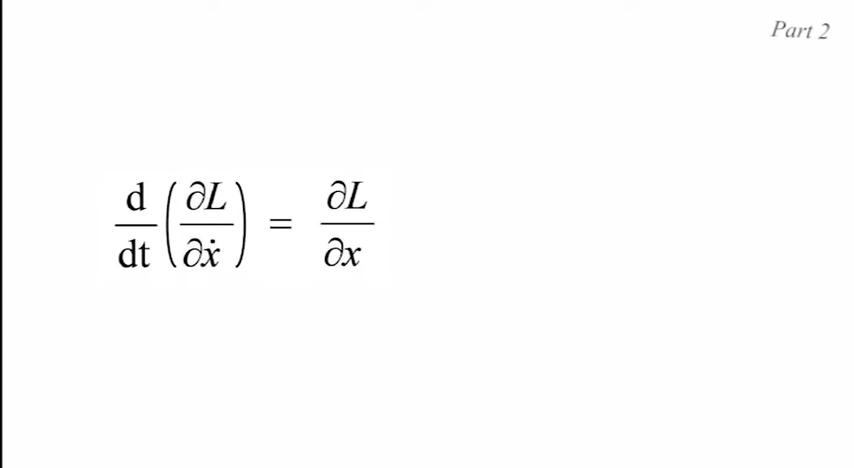 Part 2
d/dt (∂L/∂ẋ) = ∂L/∂x